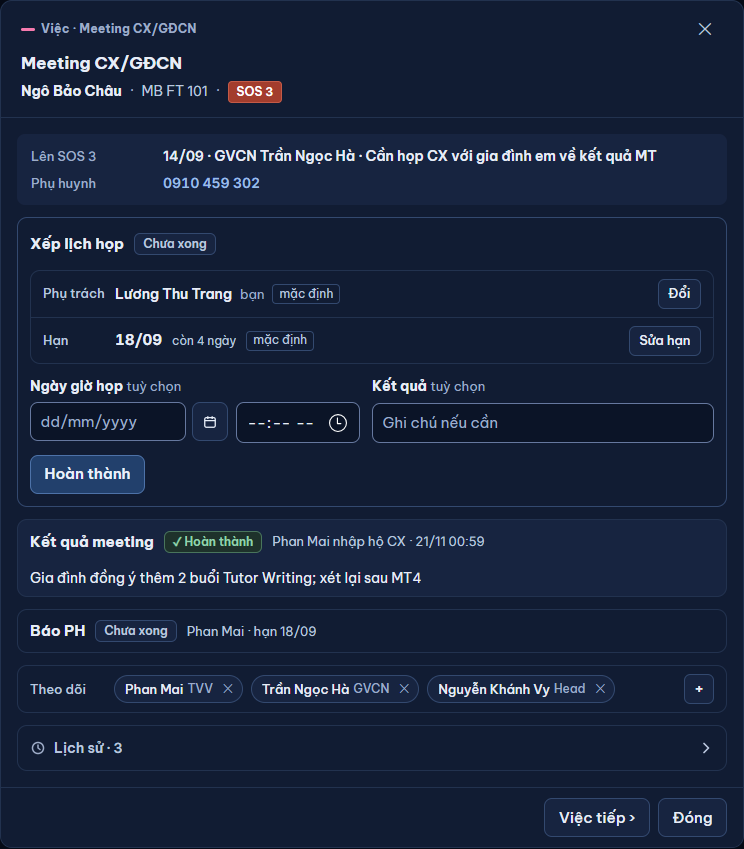 Việc · Meeting CX/GĐCN
Meeting CX/GĐCN
Ngô Bảo Châu · MB FT 101 · SOS 3
Lên SOS 3 14/09 · GVCN Trần Ngọc Hà · Cần họp CX với gia đình em về kết quả MT
Phụ huynh 0910 459 302
Xếp lịch họp Chưa xong
Phụ trách Lương Thu Trang bạn mặc định Đổi
Hạn 18/09 còn 4 ngày mặc định Sửa hạn
Ngày giờ họp tuỳ chọn Kết quả tuỳ chọn
dd/mm/yyyy --:-- -- Ghi chú nếu cần
Hoàn thành
Kết quả meeting ✓ Hoàn thành Phan Mai nhập hộ CX · 21/11 00:59
Gia đình đồng ý thêm 2 buổi Tutor Writing; xét lại sau MT4
Báo PH Chưa xong Phan Mai · hạn 18/09
Theo dõi Phan Mai TVV × Trần Ngọc Hà GVCN × Nguyễn Khánh Vy Head × +
Lịch sử · 3
Việc tiếp › Đóng